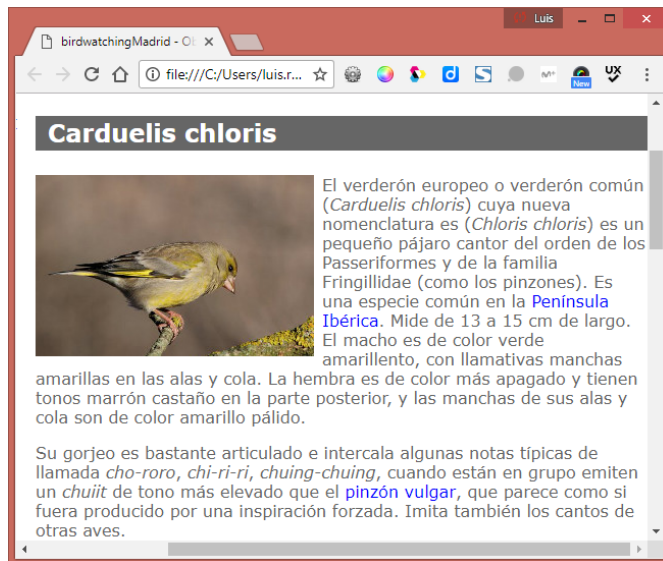 Luis
birdwatchingMadrid - Ob
file:///C:/Users/luis.r...
New
UX
Carduelis chloris
El verderón europeo o verderón común
(Carduelis chloris) cuya nueva
nomenclatura es (Chloris chloris) es un
pequeño pájaro cantor del orden de los
Passeriformes y de la familia
Fringillidae (como los pinzones). Es
una especie común en la Península
Ibérica. Mide de 13 a 15 cm de largo.
El macho es de color verde
amarillento, con llamativas manchas
amarillas en las alas y cola. La hembra es de color más apagado y tienen
tonos marrón castaño en la parte posterior, y las manchas de sus alas y
cola son de color amarillo pálido.
Su gorjeo es bastante articulado e intercala algunas notas típicas de
llamada cho-roro, chi-ri-ri, chuing-chuing, cuando están en grupo emiten
un chuiit de tono más elevado que el pinzón vulgar, que parece como si
fuera producido por una inspiración forzada. Imita también los cantos de
otras aves.